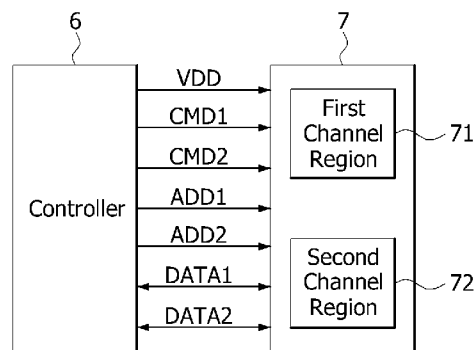 6
7
VDD
CMD1
CMD2
ADD1
ADD2
DATA1
DATA2
Controller
First
Channel
Region
71
Second
Channel
Region
72